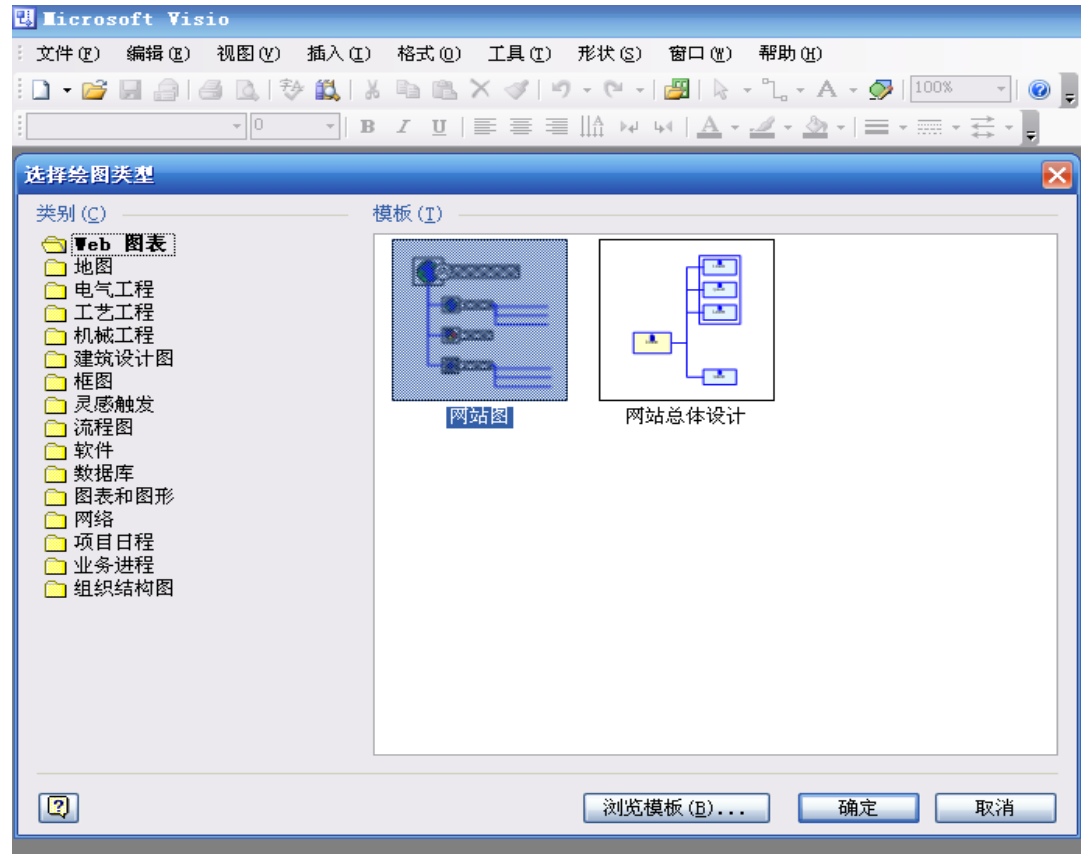 Microsoft Visio
文件(F) 编辑(E) 视图(V) 插入(I) 格式(O) 工具(T) 形状(S) 窗口(W) 帮助(H)
100%
0 B I U A
选择绘图类型
类别(C) 模板(T)
Web 图表
地图
电气工程
工艺工程
机械工程
建筑设计图
框图
灵感触发
流程图
软件
数据库
图表和图形
网络
项目日程
业务进程
组织结构图
网站图 网站总体设计
浏览模板(B)... 确定 取消